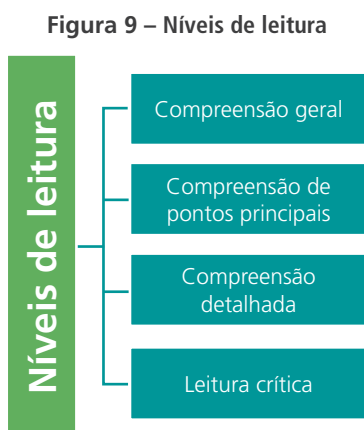 Figura 9 – Níveis de leitura
Níveis de leitura
Compreensão geral
Compreensão de
pontos principais
Compreensão
detalhada
Leitura crítica